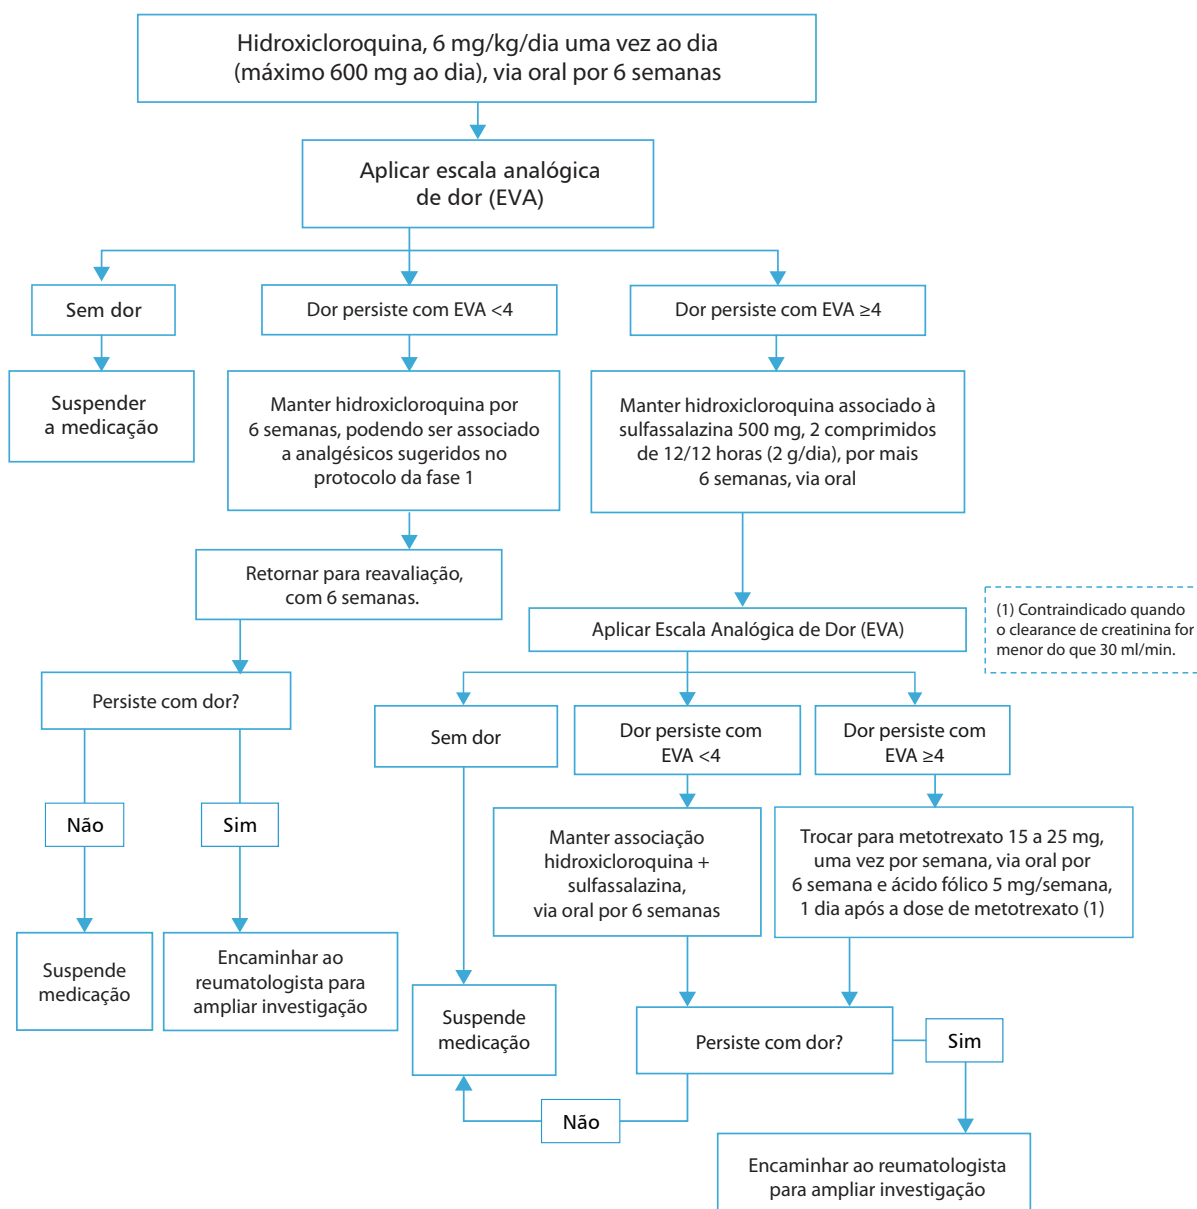 Hidroxicloroquina, 6 mg/kg/dia uma vez ao dia
(máximo 600 mg ao dia), via oral por 6 semanas
Aplicar escala analógica
de dor (EVA)
Sem dor
Dor persiste com EVA <4
Dor persiste com EVA ≥4
Suspender
a medicação
Manter hidroxicloroquina por
6 semanas, podendo ser associado
a analgésicos sugeridos no
protocolo da fase 1
Manter hidroxicloroquina associado à
sulfassalazina 500 mg, 2 comprimidos
de 12/12 horas (2 g/dia), por mais
6 semanas, via oral
Retornar para reavaliação,
com 6 semanas.
Aplicar Escala Analógica de Dor (EVA)
(1) Contraindicado quando
o clearance de creatinina for
menor do que 30 ml/min.
Persiste com dor?
Sem dor
Dor persiste com
EVA <4
Dor persiste com
EVA ≥4
Não
Sim
Manter associação
hidroxicloroquina +
sulfassalazina,
via oral por 6 semanas
Trocar para metotrexato 15 a 25 mg,
uma vez por semana, via oral por
6 semana e ácido fólico 5 mg/semana,
1 dia após a dose de metotrexato (1)
Suspende
medicação
Encaminhar ao
reumatologista para
ampliar investigação
Suspende
medicação
Persiste com dor?
Sim
Não
Encaminhar ao reumatologista
para ampliar investigação